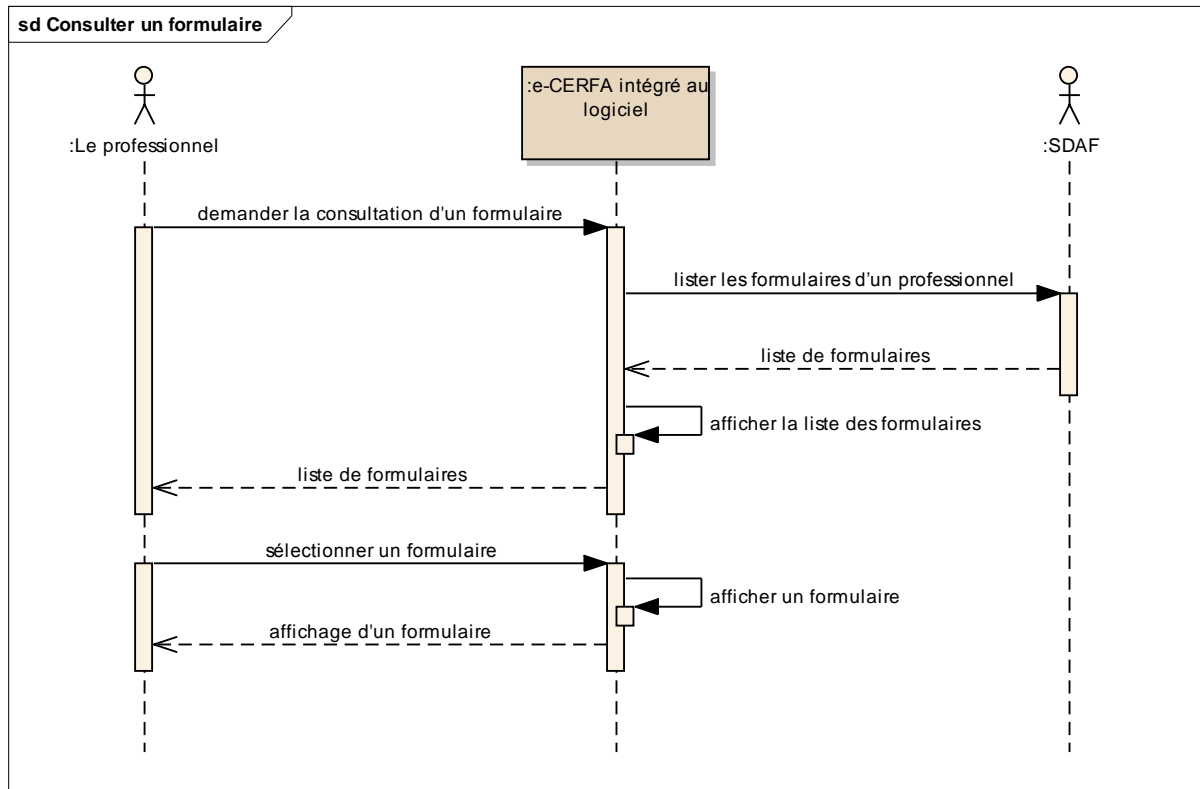 sd Consulter un formulaire
:Le professionnel
:e-CERFA intégré au
logiciel
:SDAF
demander la consultation d'un formulaire
lister les formulaires d’un professionnel
liste de formulaires
afficher la liste des formulaires
liste de formulaires
sélectionner un formulaire
afficher un formulaire
affichage d'un formulaire